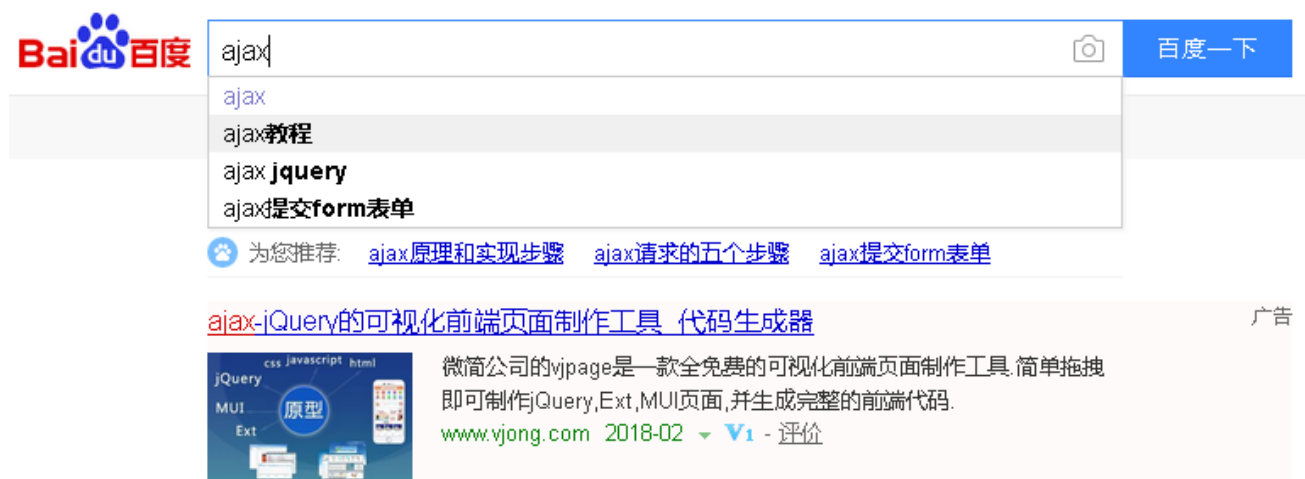 Bai du 百度 ajax 百度一下
ajax
ajax教程
ajax jquery
ajax提交form表单
为您推荐: ajax原理和实现步骤 ajax请求的五个步骤 ajax提交form表单
ajax-jQuery的可视化前端页面制作工具 代码生成器 广告
css javascript html
jQuery
MUI 原型
Ext
微简公司的vjpage是一款全免费的可视化前端页面制作工具.简单拖拽
即可制作jQuery,Ext,MUI页面,并生成完整的前端代码.
www.vjong.com 2018-02 V1 - 评价